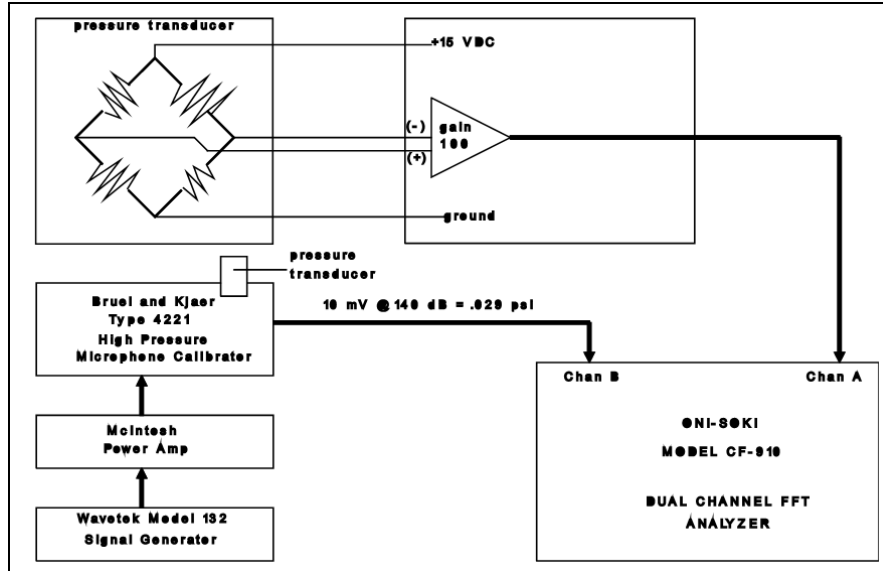 pressure transducer
+15 VDC
(-)
gain
100
(+)
ground
pressure
transducer
Bruel and Kjaer
Type 4221
High Pressure
Microphone Calibrater
10 mV @ 140 dB = .029 psi
Chan B
Chan A
McIntosh
Power Amp
ONI-SOKI
MODEL CF-910
DUAL CHANNEL FFT
ANALYZER
Wavetek Model 132
Signal Generator